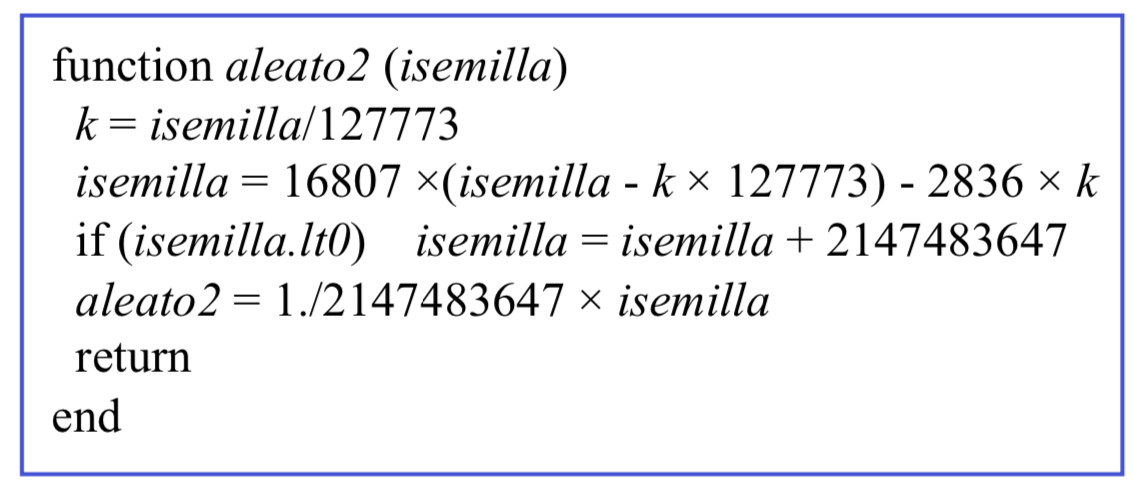 function aleato2 (isemilla)
k = isemilla/127773
isemilla = 16807 ×(isemilla - k × 127773) - 2836 × k
if (isemilla.lt0) isemilla = isemilla + 2147483647
aleato2 = 1./2147483647 × isemilla
return
end